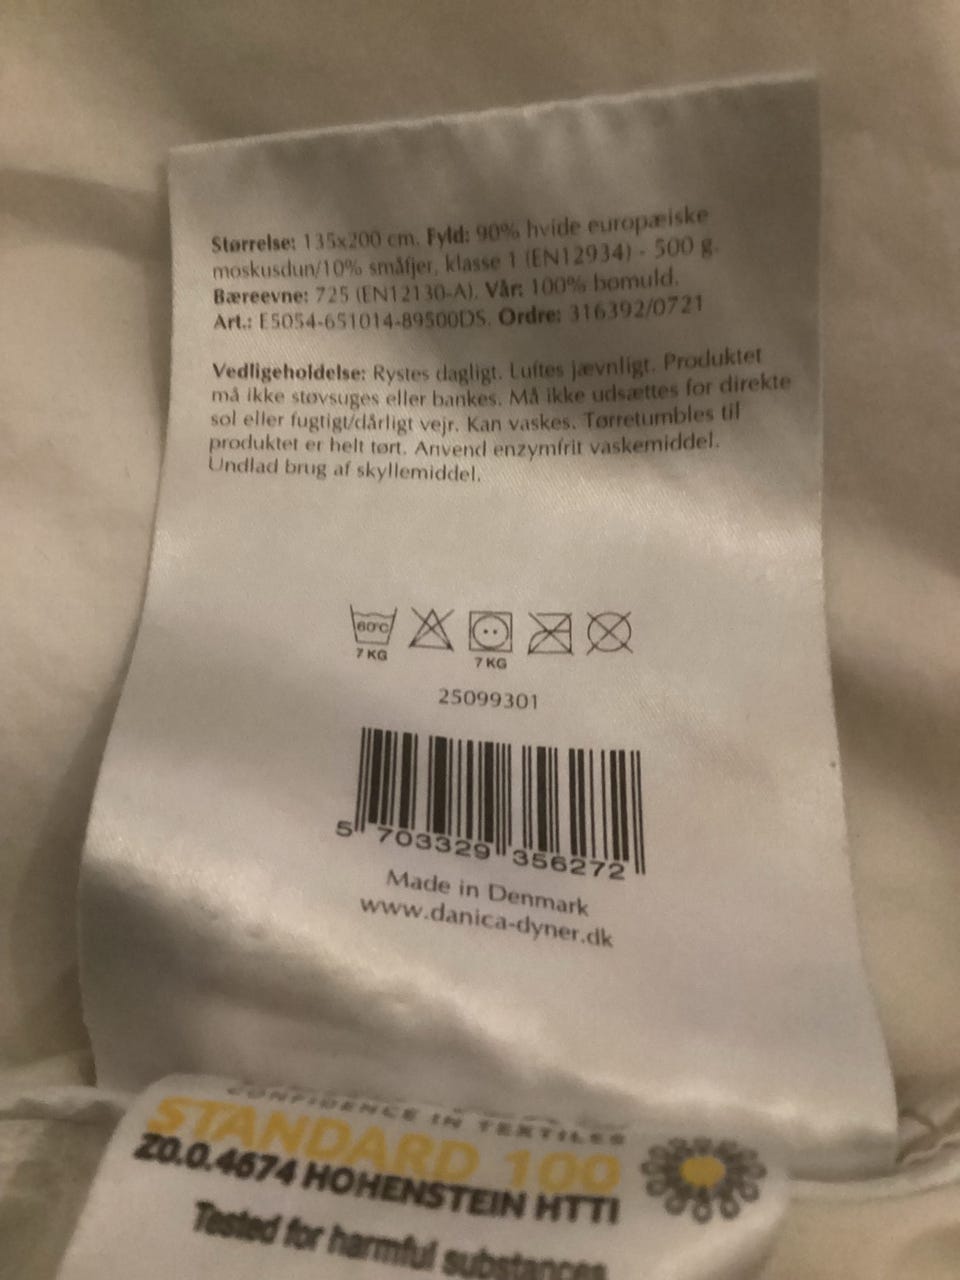 Størrelse: 135x200 cm. Fyld: 90% hvide europæiske
moskusdun/10% småfjer, klasse 1 (EN12934) - 500 g.
Bæreevne: 725 (EN12130-A). Vår: 100% bomuld.
Art.: E5054-651014-89500DS. Ordre: 316392/0721
Vedligeholdelse: Rystes dagligt. Luftes jævnligt. Produktet
må ikke støvsuges eller bankes. Må ikke udsættes for direkte
sol eller fugtigt/dårligt vejr. Kan vaskes. Tørretumbles til
produktet er helt tørt. Anvend enzymfrit vaskemiddel.
Undlad brug af skyllemiddel.
60°C
7 KG 7 KG
25099301
5 703329 356272
Made in Denmark
www.danica-dyner.dk
CONFIDENCE IN TEXTILES
STANDARD 100
Z0.0.4674 HOHENSTEIN HTTI
Tested for harmful substances